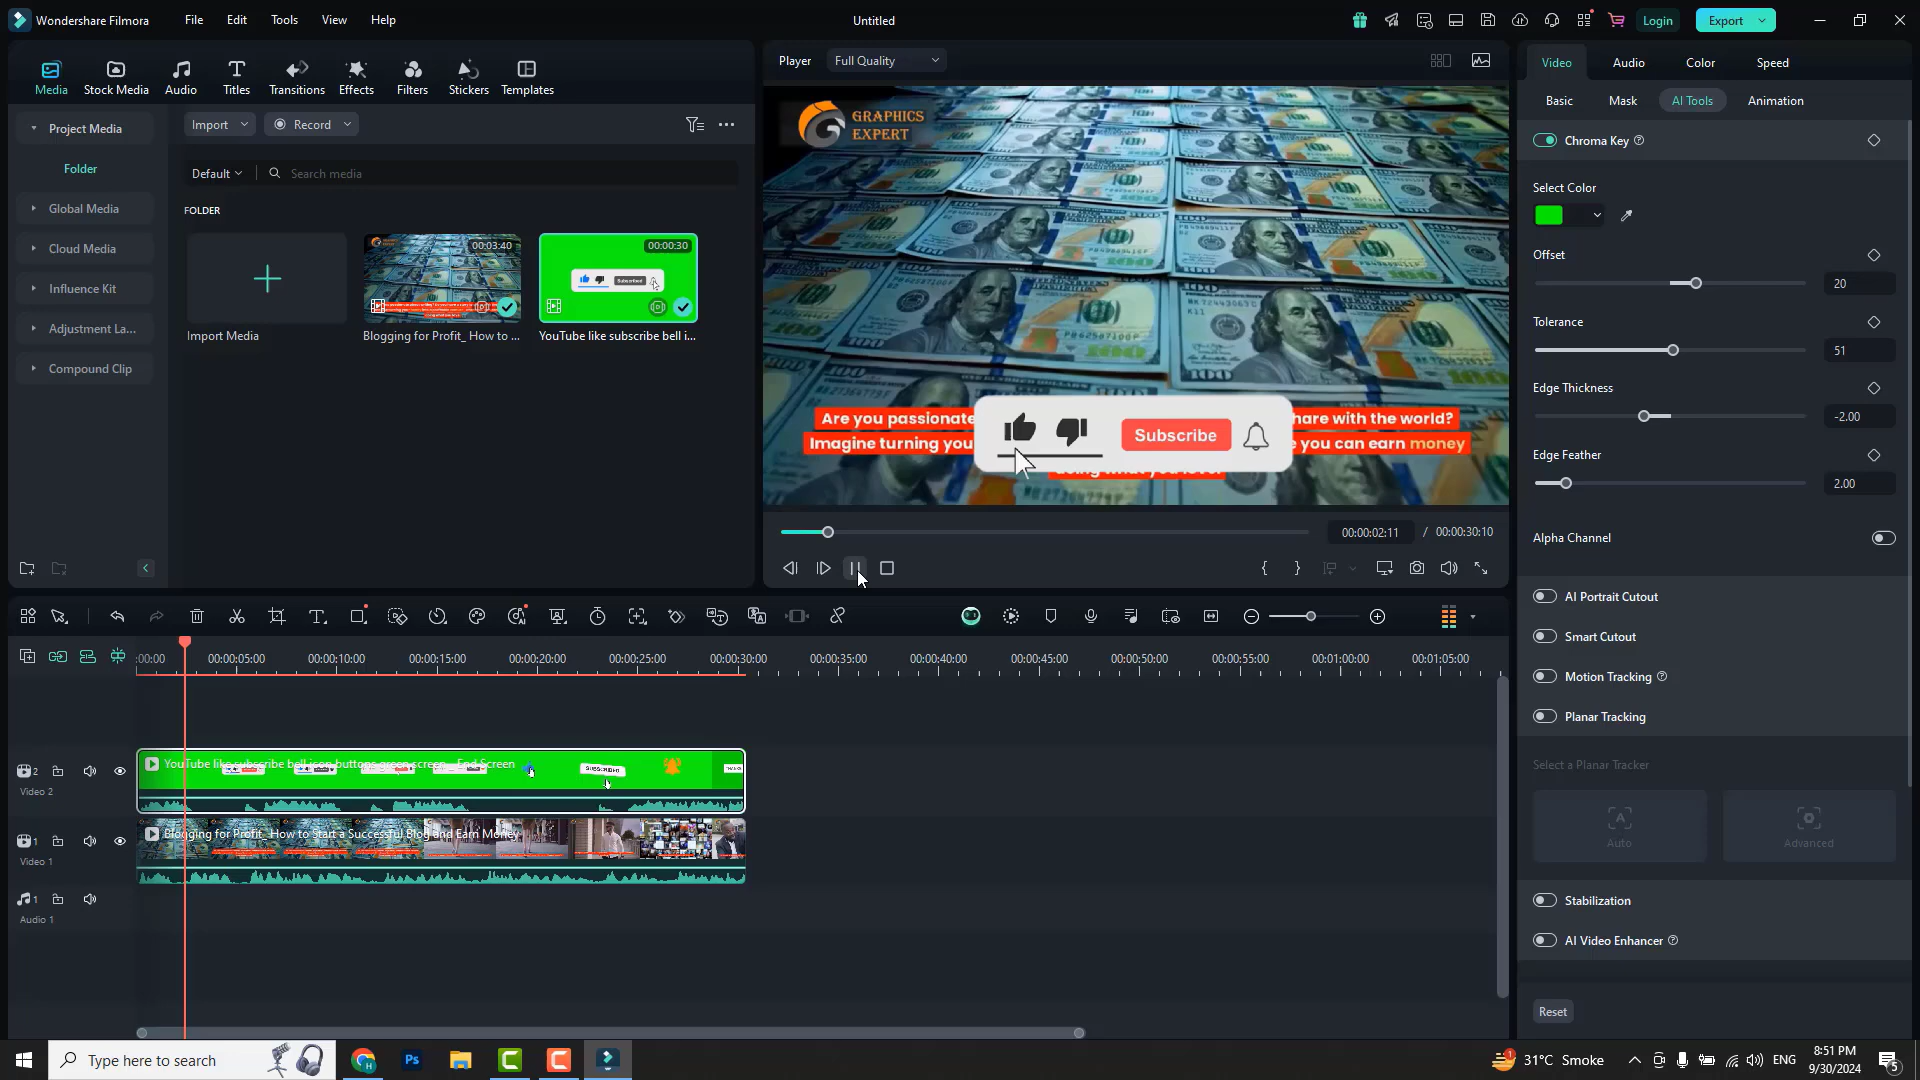 Wondershare Filmora
File
Edit
Tools
View
Help
Untitled
Login
Export
Media
Stock Media
Audio
Titles
Transitions
Effects
Filters
Stickers
Templates
Player
Full Quality
Video
Audio
Color
Speed
Project Media
Import
Record
Basic
Mask
AI Tools
Animation
GRAPHICS
EXPERT
Chroma Key
Folder
Default
Search media
Global Media
FOLDER
Select Color
Cloud Media
00:03:40
00:00:30
Offset
20
Influence Kit
Subscribed
Adjustment La...
Import Media
Blogging for Profit_ How to ...
YouTube like subscribe bell i...
Tolerance
51
Compound Clip
Edge Thickness
-2.00
Are you passionate
hare with the world?
Imagine turning you
e you can earn money
Subscribe
Edge Feather
2.00
00:00:02:11
/
00:00:30:10
Alpha Channel
AI Portrait Cutout
Smart Cutout
:00:00
00:00:05:00
00:00:10:00
00:00:15:00
00:00:20:00
00:00:25:00
00:00:30:00
00:00:35:00
00:00:40:00
00:00:45:00
00:00:50:00
00:00:55:00
00:01:00:00
00:01:05:00
Motion Tracking
Planar Tracking
YouTube like subscribe bell icon buttons green screen _ End Screen
SUBSCRIBED
2
Video 2
Select a Planar Tracker
Blogging for Profit_ How to Start a Successful Blog and Earn Money
1
Video 1
Auto
Advanced
1
Audio 1
Stabilization
AI Video Enhancer
Reset
Type here to search
31°C Smoke
ENG
8:51 PM
9/30/2024
5